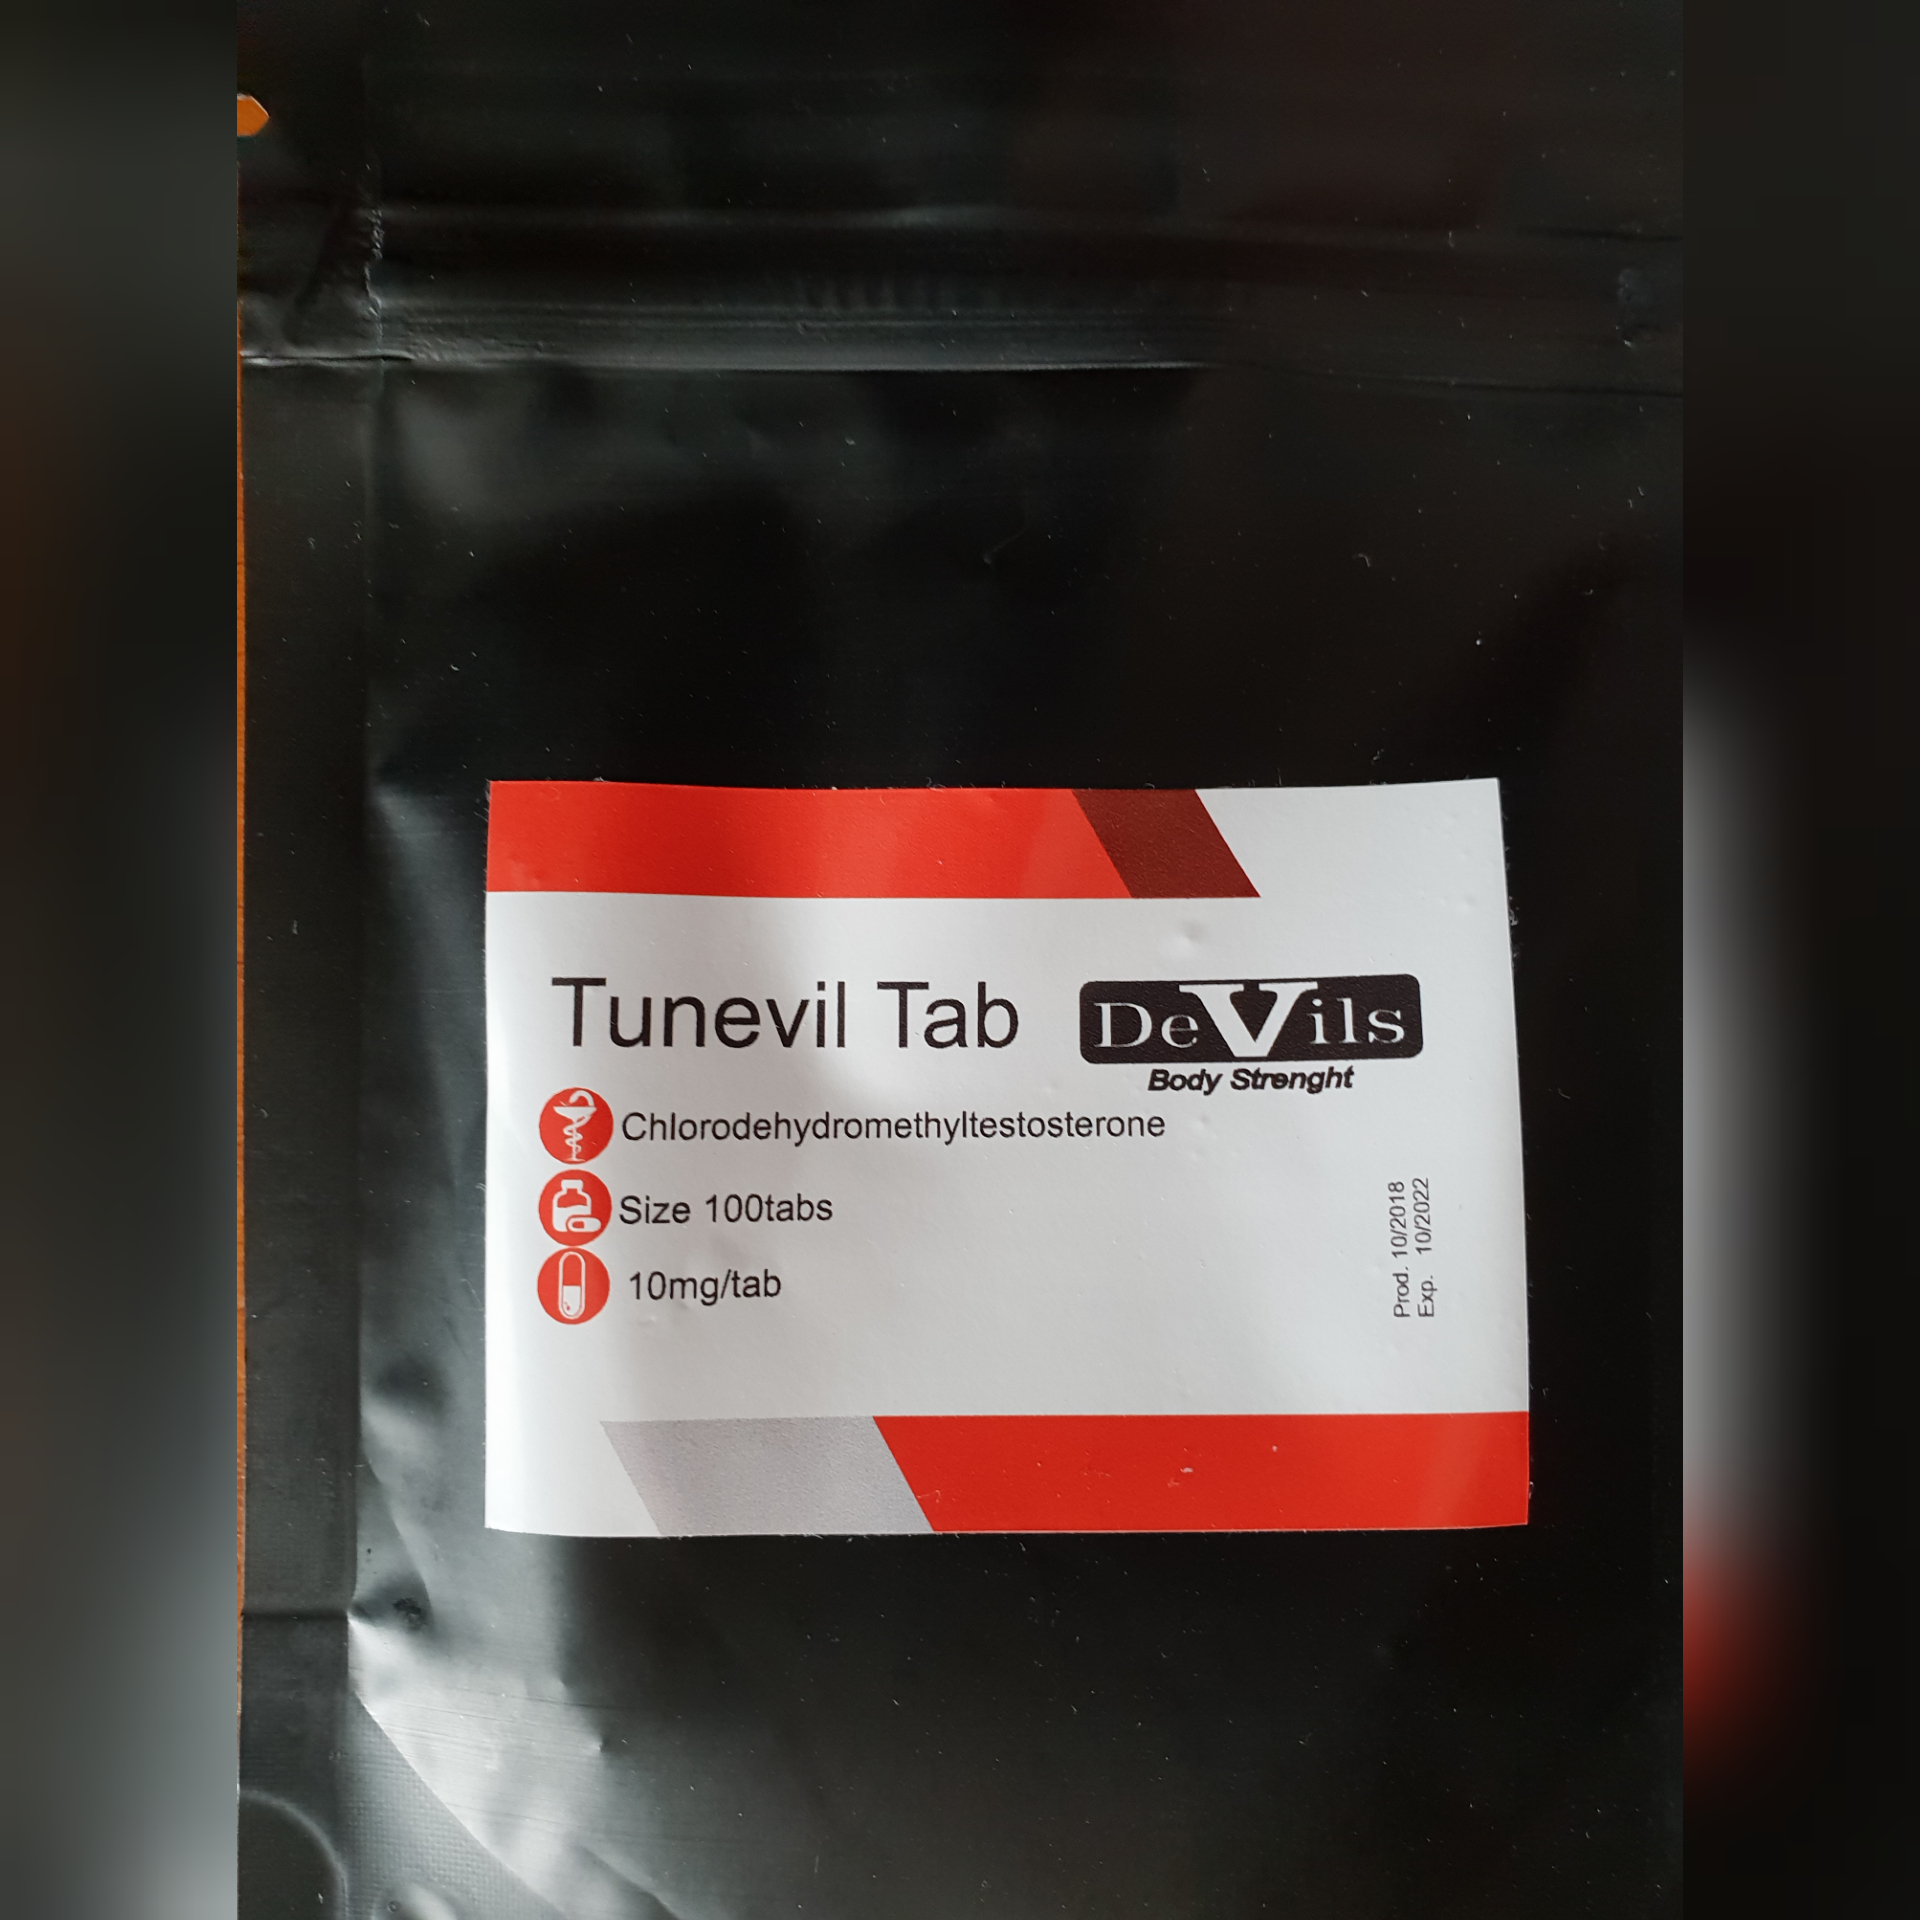 Tunevil Tab
DeVils
Body Strenght
Chlorodehydromethyltestosterone
Size 100tabs
10mg/tab
Prod. 10/2018
Exp. 10/2022